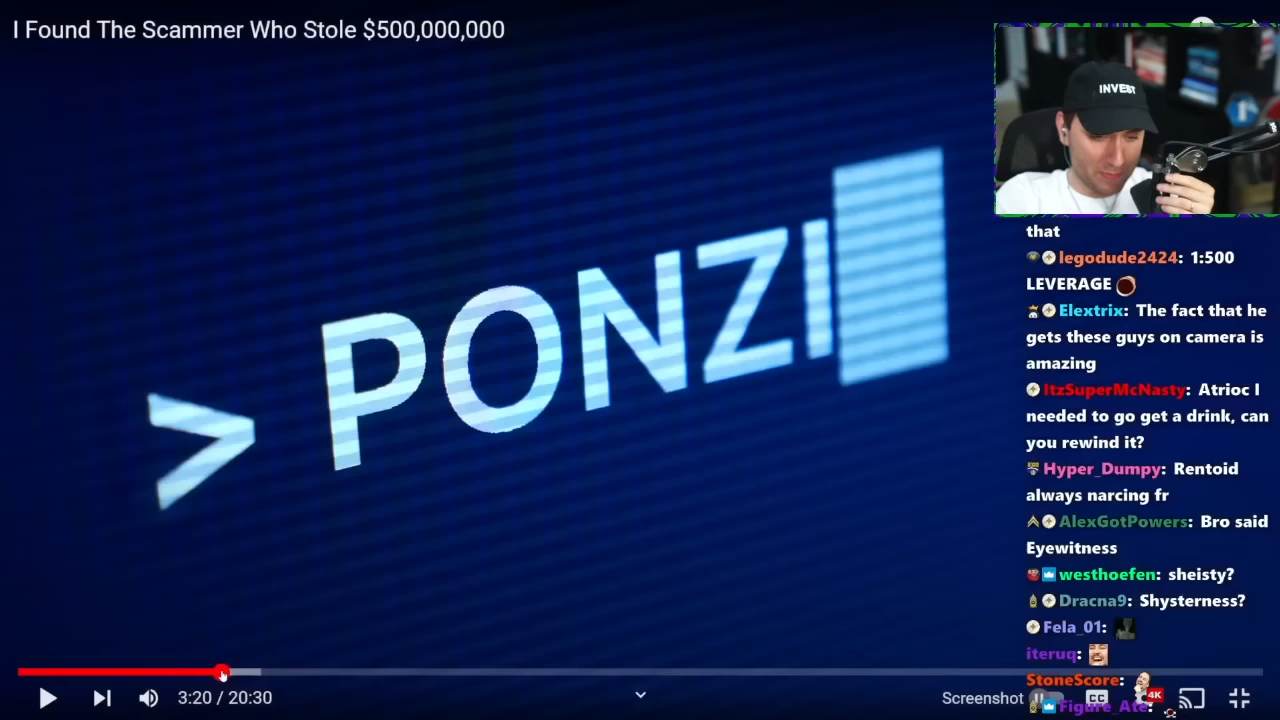 I Found The Scammer Who Stole $500,000,000
INVEST
> PONZI
that
legodude2424: 1:500
LEVERAGE
Elextrix: The fact that he
gets these guys on camera is
amazing
ItzSuperMcNasty: Atrioc I
needed to go get a drink, can
you rewind it?
Hyper_Dumpy: Rentoid
always narcing fr
AlexGotPowers: Bro said
Eyewitness
westhoefen: sheisty?
Dracna9: Shysterness?
Fela_01:
iteruq:
StoneScore:
Figure_Ate:
3:20 / 20:30
Screenshot
CC
4K